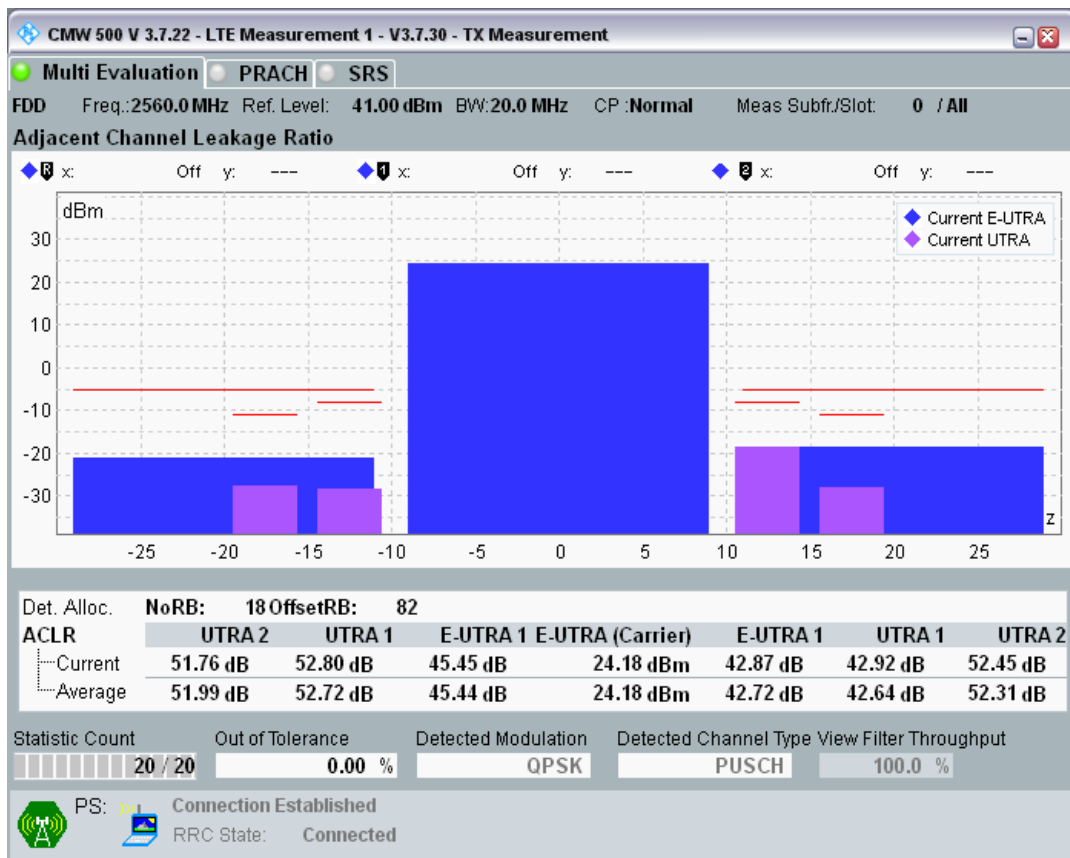 CMW 500 V 3.7.22 - LTE Measurement 1 - V3.7.30 - TX Measurement
Multi Evaluation PRACH SRS
FDD Freq.:2560.0 MHz Ref. Level: 41.00 dBm BW:20.0 MHz CP :Normal Meas Subfr./Slot: 0 / All
Adjacent Channel Leakage Ratio
R x: Off y: --- 1 x: Off y: --- 2 x: Off y: ---
dBm
Current E-UTRA
Current UTRA
30
20
10
0
-10
-20
-30
z
-25 -20 -15 -10 -5 0 5 10 15 20 25
Det. Alloc. NoRB: 18 OffsetRB: 82
ACLR UTRA 2 UTRA 1 E-UTRA 1 E-UTRA (Carrier) E-UTRA 1 UTRA 1 UTRA 2
Current 51.76 dB 52.80 dB 45.45 dB 24.18 dBm 42.87 dB 42.92 dB 52.45 dB
Average 51.99 dB 52.72 dB 45.44 dB 24.18 dBm 42.72 dB 42.64 dB 52.31 dB
Statistic Count Out of Tolerance Detected Modulation Detected Channel Type View Filter Throughput
20 / 20 0.00 % QPSK PUSCH 100.0 %
PS: Connection Established
RRC State: Connected